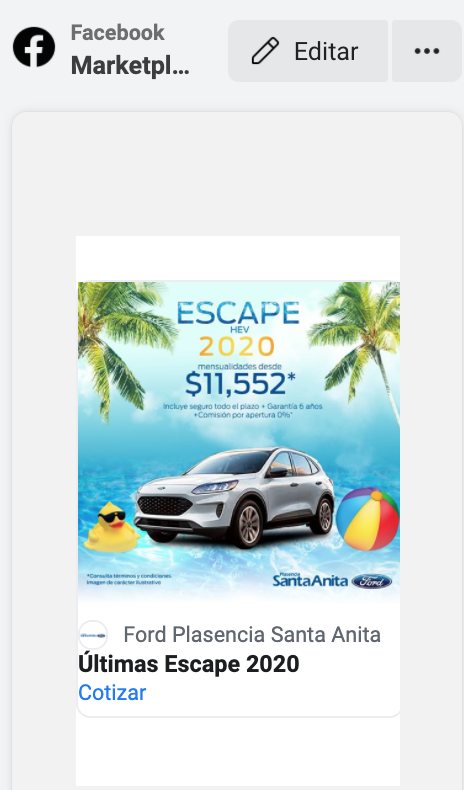 Facebook
Marketpl...
Editar
ESCAPE
HEV
2020
mensualidades desde
$11,552*
Incluye seguro todo el plazo + Garantía 6 años
+Comisión por apertura 0%*
*Consulta términos y condiciones
Imagen de carácter ilustrativo
Plasencia
SantaAnita
Ford
Ford Plasencia Santa Anita
Últimas Escape 2020
Cotizar